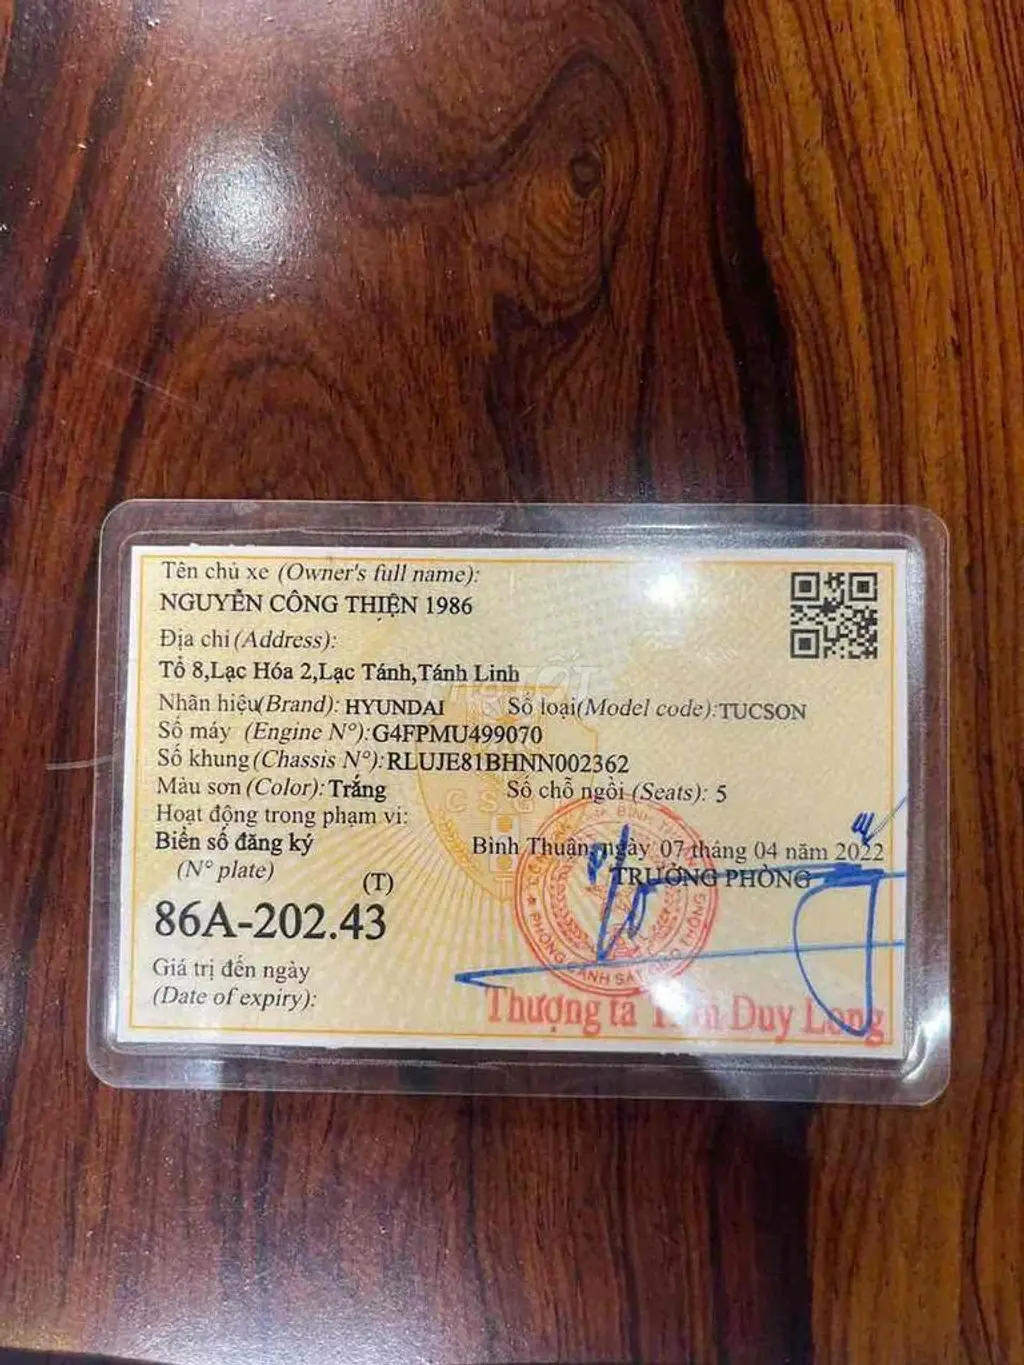 Tên chủ xe (Owner's full name):
NGUYỄN CÔNG THIỆN 1986
Địa chỉ (Address):
Tổ 8,Lạc Hóa 2,Lạc Tánh,Tánh Linh
Nhãn hiệu(Brand): HYUNDAI Số loại(Model code):TUCSON
Số máy (Engine N°):G4FPMU499070
Số khung (Chassis N°):RLUJE81BHNN002362
Màu sơn (Color): Trắng Số chỗ ngồi (Seats): 5
Hoạt động trong phạm vi:
Biển số đăng ký Bình Thuận, ngày 07 tháng 04 năm 2022
(N° plate) TRƯỞNG PHÒNG
(T)
86A-202.43
Giá trị đến ngày
(Date of expiry):
Thượng tá Duy Long